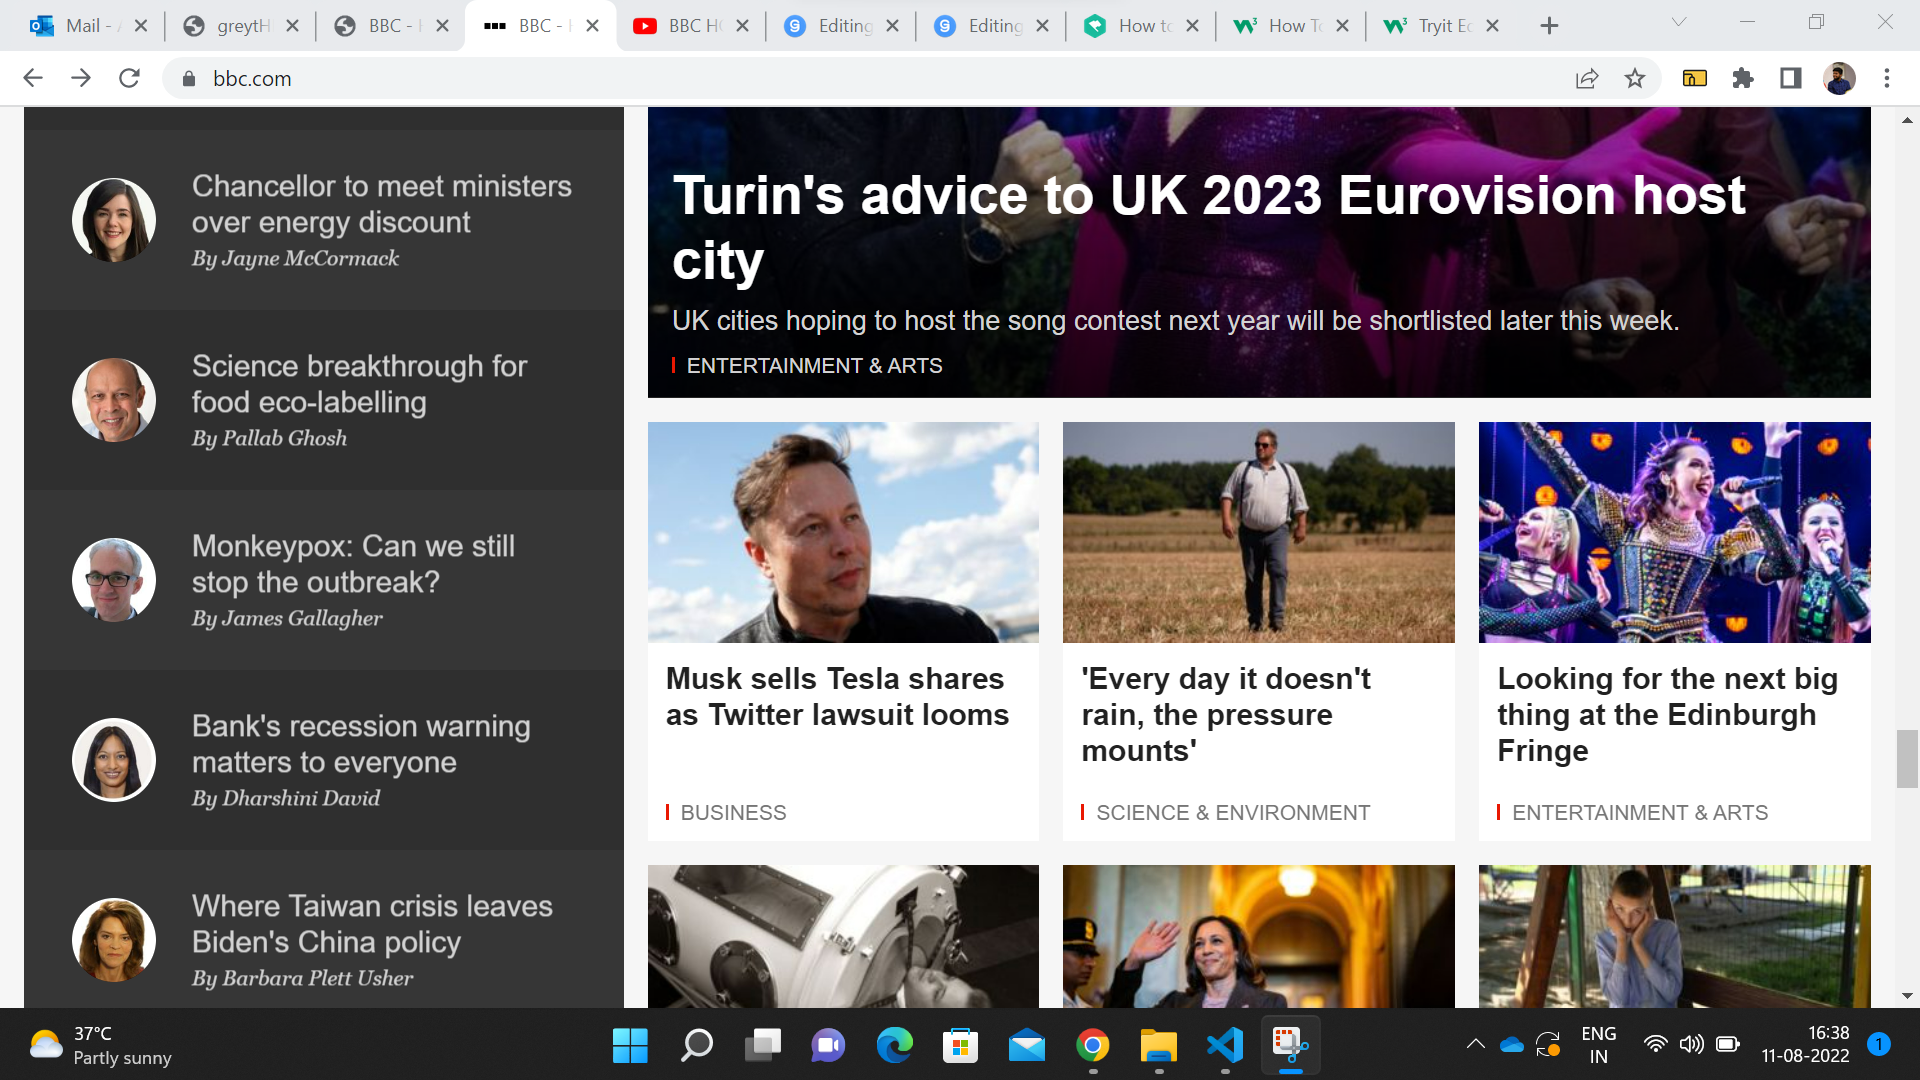 Mail - A
greytH
BBC - H
BBC - H
BBC HO
Editing
Editing
How to
How To
Tryit Ed
bbc.com
Chancellor to meet ministers
over energy discount
By Jayne McCormack
Science breakthrough for
food eco-labelling
By Pallab Ghosh
Monkeypox: Can we still
stop the outbreak?
By James Gallagher
Bank's recession warning
matters to everyone
By Dharshini David
Where Taiwan crisis leaves
Biden's China policy
By Barbara Plett Usher
Turin's advice to UK 2023 Eurovision host
city
UK cities hoping to host the song contest next year will be shortlisted later this week.
ENTERTAINMENT & ARTS
Musk sells Tesla shares
as Twitter lawsuit looms
BUSINESS
'Every day it doesn't
rain, the pressure
mounts'
SCIENCE & ENVIRONMENT
Looking for the next big
thing at the Edinburgh
Fringe
ENTERTAINMENT & ARTS
37°C
Partly sunny
ENG
IN
16:38
11-08-2022
1